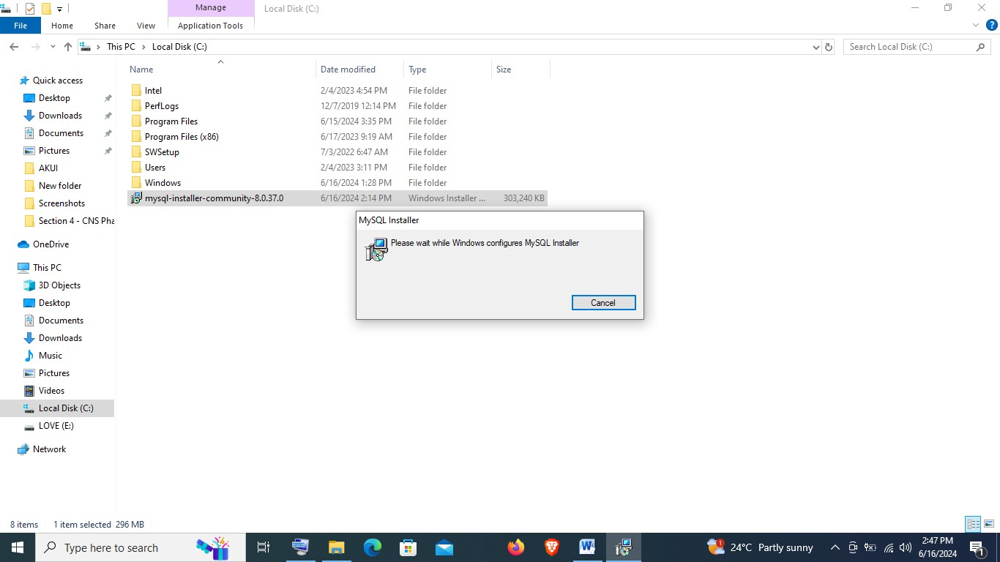 Manage
Local Disk (C:)
File
Home
Share
View
Application Tools
This PC
Local Disk (C:)
Search Local Disk (C:)
Name
Date modified
Type
Size
Quick access
Desktop
Downloads
Documents
Pictures
AKUI
New folder
Screenshots
Section 4 - CNS Pha
OneDrive
This PC
3D Objects
Desktop
Documents
Downloads
Music
Pictures
Videos
Local Disk (C:)
LOVE (E:)
Network
Intel 2/4/2023 4:54 PM File folder
PerfLogs 12/7/2019 12:14 PM File folder
Program Files 6/15/2024 3:35 PM File folder
Program Files (x86) 6/17/2023 9:19 AM File folder
SWSetup 7/3/2022 6:47 AM File folder
Users 2/4/2023 3:11 PM File folder
Windows 6/16/2024 1:28 PM File folder
mysql-installer-community-8.0.37.0 6/16/2024 2:14 PM Windows Installer ... 303,240 KB
MySQL Installer
Please wait while Windows configures MySQL Installer
Cancel
8 items 1 item selected 296 MB
Type here to search
24°C Partly sunny
2:47 PM
6/16/2024
1